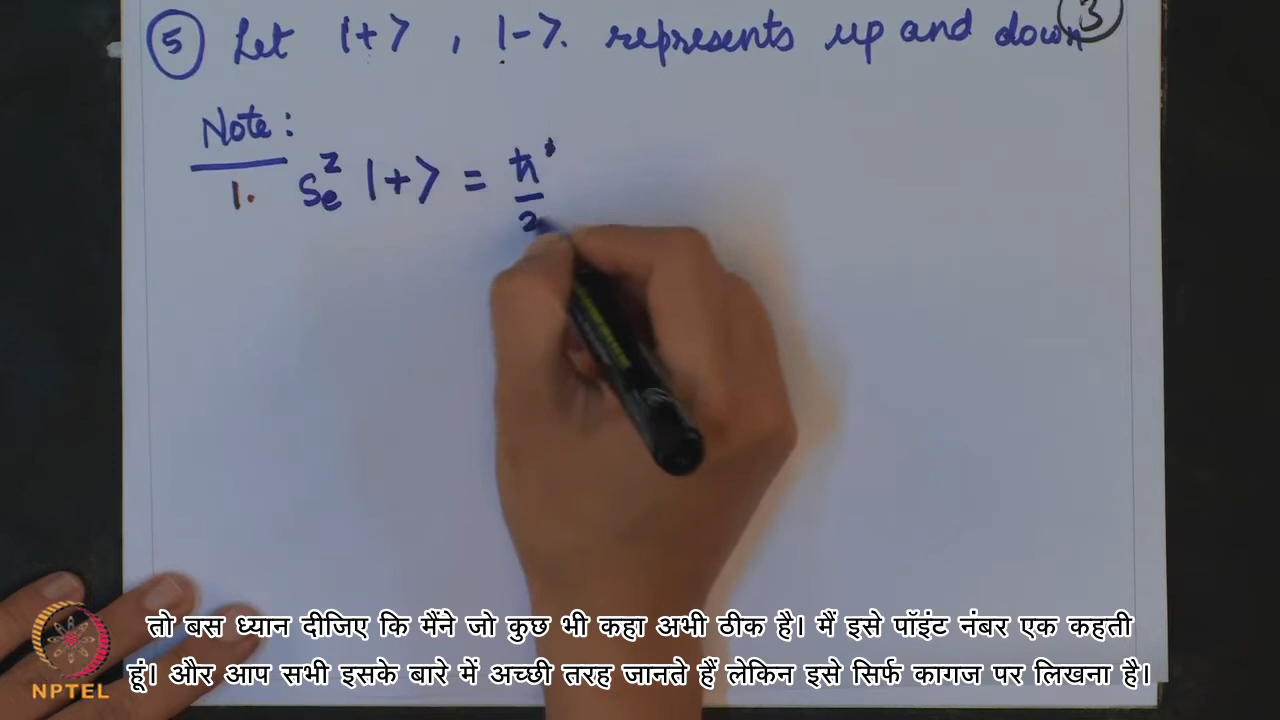 3
⑤ Let |+> , |-> represents up and down
Note:
1. Sₑᶻ |+> = ħ/2
तो बस ध्यान दीजिए कि मैंने जो कुछ भी कहा अभी ठीक है। मैं इसे पॉइंट नंबर एक कहती
हूं। और आप सभी इसके बारे में अच्छी तरह जानते हैं लेकिन इसे सिर्फ कागज पर लिखना है।
NPTEL